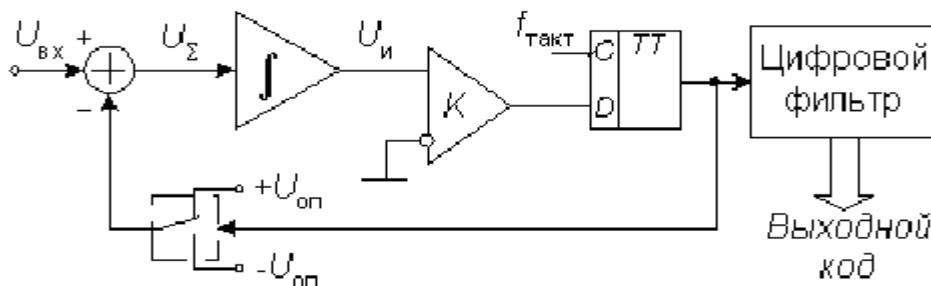 Uвх
+
−
UΣ
∫
Uи
K
fтакт
C
TT
D
Цифровой
фильтр
+Uоп
-Uоп
Выходной
код